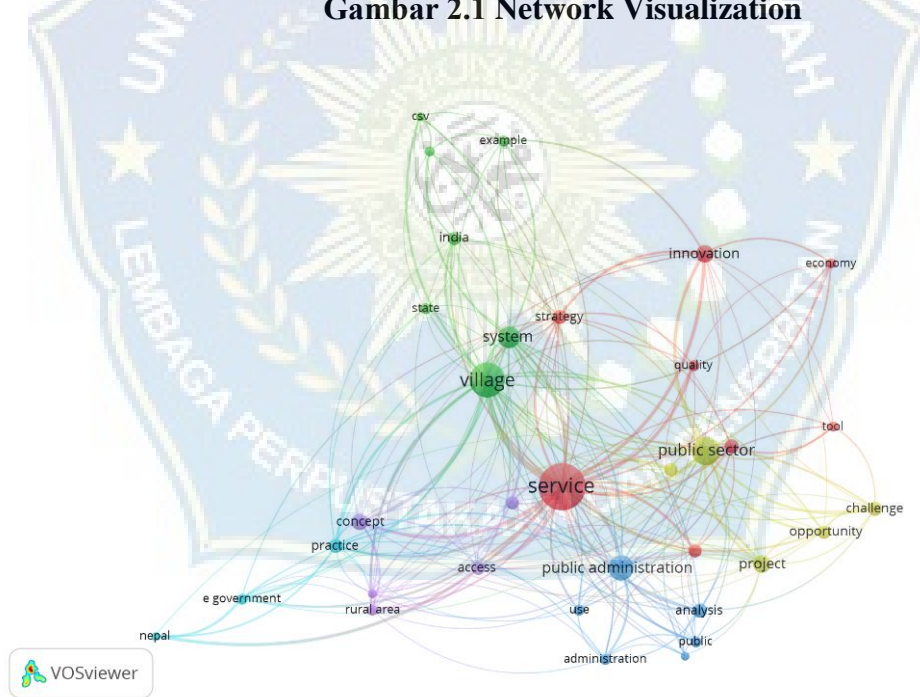 Gambar 2.1 Network Visualization
csv
example
india
innovation
economy
state
strategy
system
quality
village
tool
public sector
service
challenge
concept
opportunity
practice
access
public administration
project
e government
rural area
use
analysis
nepal
public
administration
VOSviewer
LEMBAGA